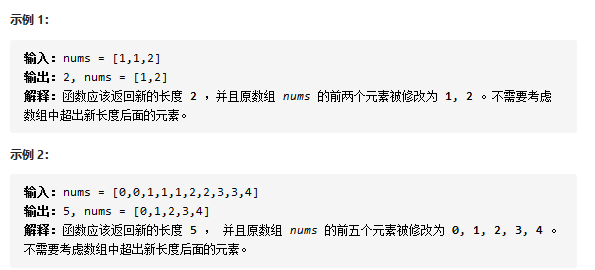 示例 1：
输入：nums = [1,1,2]
输出：2, nums = [1,2]
解释：函数应该返回新的长度 2 ，并且原数组 nums 的前两个元素被修改为 1, 2 。不需要考虑
数组中超出新长度后面的元素。
示例 2：
输入：nums = [0,0,1,1,1,2,2,3,3,4]
输出：5, nums = [0,1,2,3,4]
解释：函数应该返回新的长度 5 ， 并且原数组 nums 的前五个元素被修改为 0, 1, 2, 3, 4 。
不需要考虑数组中超出新长度后面的元素。